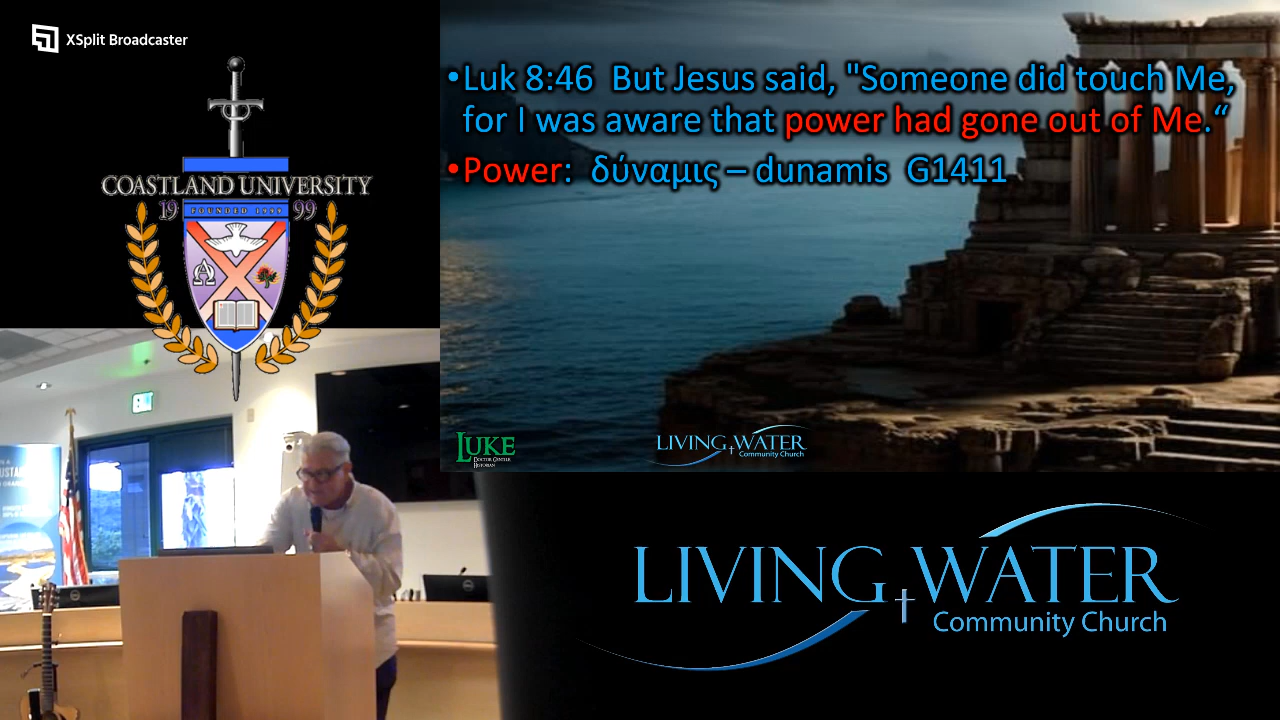 XSplit Broadcaster
COASTLAND UNIVERSITY
19 FOUNDED 1999 99
•Luk 8:46  But Jesus said, "Someone did touch Me,
for I was aware that power had gone out of Me.“
•Power:  δύναμις – dunamis  G1411
LUKE
LIVING WATER
Community Church
LIVING WATER
Community Church